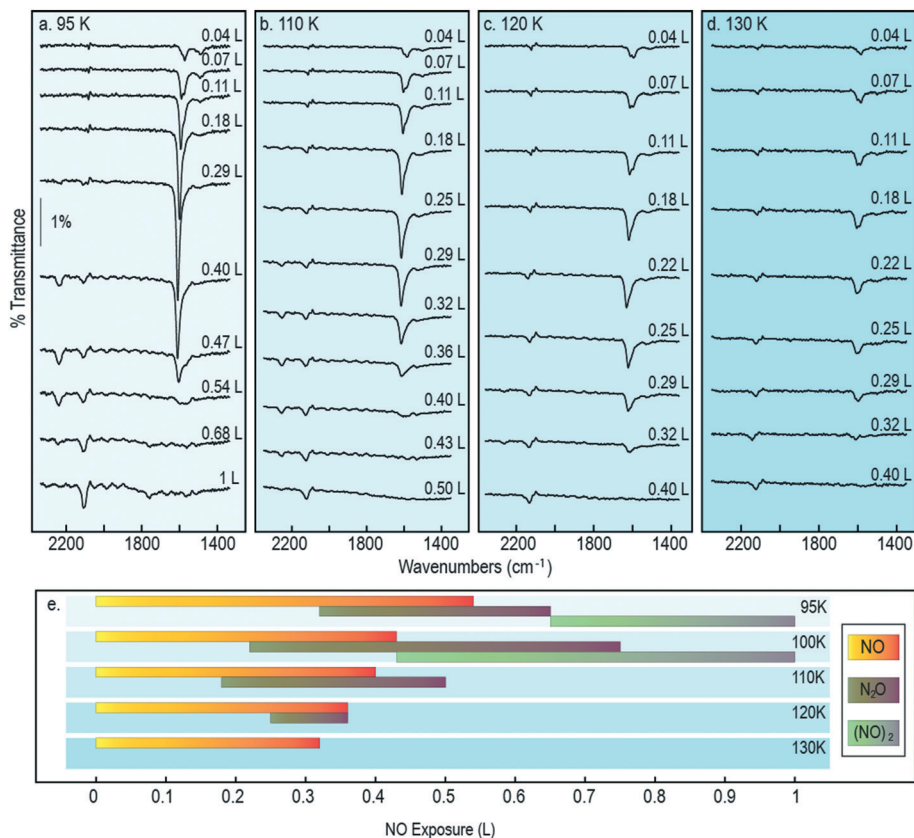 a. 95 K
0.04 L
0.07 L
0.11 L
0.18 L
0.29 L
1%
0.40 L
0.47 L
0.54 L
0.68 L
1 L
b. 110 K
0.04 L
0.07 L
0.11 L
0.18 L
0.25 L
0.29 L
0.32 L
0.36 L
0.40 L
0.43 L
0.50 L
c. 120 K
0.04 L
0.07 L
0.11 L
0.18 L
0.22 L
0.25 L
0.29 L
0.32 L
0.40 L
d. 130 K
0.04 L
0.07 L
0.11 L
0.18 L
0.22 L
0.25 L
0.29 L
0.32 L
0.40 L
% Transmittance
2200 1800 1400 2200 1800 1400 2200 1800 1400 2200 1800 1400
Wavenumbers (cm⁻¹)
e.
95K
100K
110K
120K
130K
NO
N₂O
(NO)₂
0 0.1 0.2 0.3 0.4 0.5 0.6 0.7 0.8 0.9 1
NO Exposure (L)